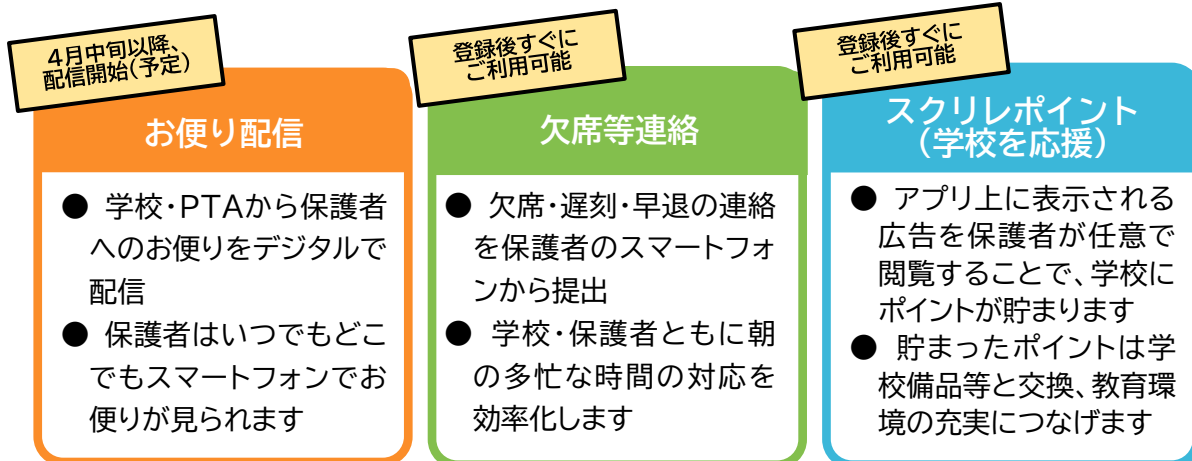 4月中旬以降、
配信開始(予定)
お便り配信
● 学校・PTAから保護者
へのお便りをデジタルで
配信
● 保護者はいつでもどこ
でもスマートフォンでお
便りが見られます
登録後すぐに
ご利用可能
欠席等連絡
● 欠席・遅刻・早退の連絡
を保護者のスマートフォ
ンから提出
● 学校・保護者ともに朝
の多忙な時間の対応を
効率化します
登録後すぐに
ご利用可能
スクリレポイント
(学校を応援)
● アプリ上に表示される
広告を保護者が任意で
閲覧することで、学校に
ポイントが貯まります
● 貯まったポイントは学
校備品等と交換、教育環
境の充実につなげます